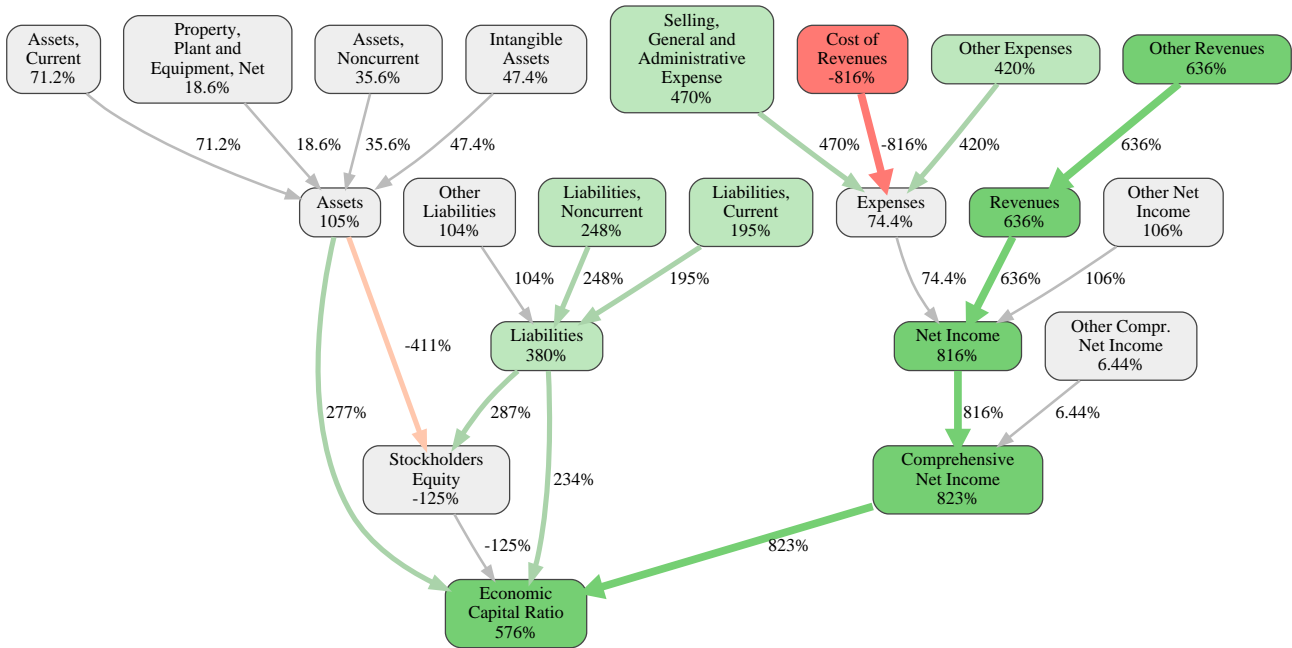 Assets,
Current
71.2%
Property,
Plant and
Equipment, Net
18.6%
Assets,
Noncurrent
35.6%
Intangible
Assets
47.4%
Selling,
General and
Administrative
Expense
470%
Cost of
Revenues
-816%
Other Expenses
420%
Other Revenues
636%
71.2%
18.6%
35.6%
47.4%
470%
-816%
420%
636%
Assets
105%
Other
Liabilities
104%
Liabilities,
Noncurrent
248%
Liabilities,
Current
195%
Expenses
74.4%
Revenues
636%
Other Net
Income
106%
104%
248%
195%
74.4%
636%
106%
-411%
Liabilities
380%
Net Income
816%
Other Compr.
Net Income
6.44%
277%
287%
816%
6.44%
Stockholders
Equity
-125%
234%
Comprehensive
Net Income
823%
-125%
823%
Economic
Capital Ratio
576%